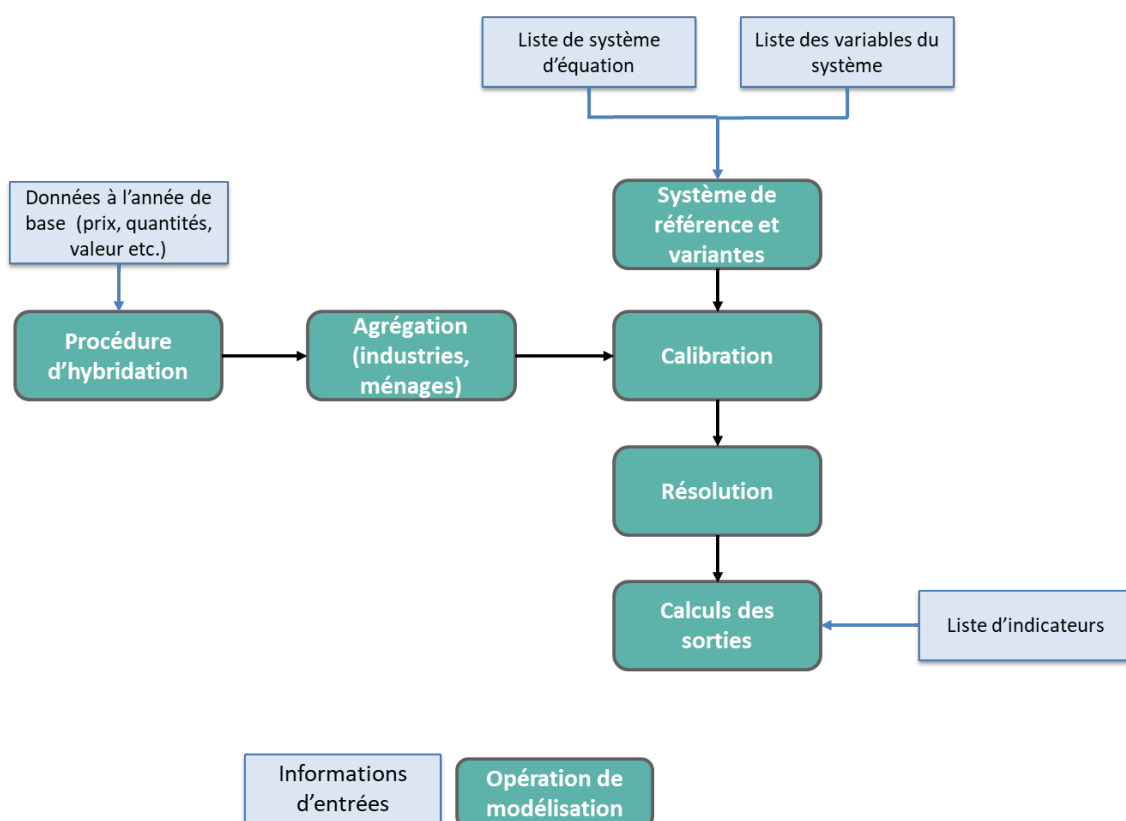 Liste de système
d'équation
Liste des variables du
système
Données à l'année de
base (prix, quantités,
valeur etc.)
Système de
référence et
variantes
Procédure
d'hybridation
Agrégation
(industries,
ménages)
Calibration
Résolution
Calculs des
sorties
Liste d'indicateurs
Informations
d'entrées
Opération de
modélisation